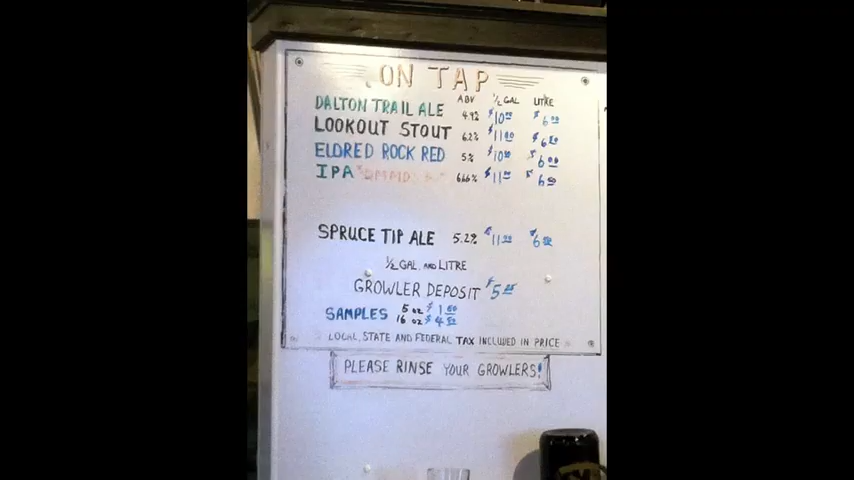 ON TAP
ABV ½ GAL LITRE
DALTON TRAIL ALE 4.9% $10.00 $6.00
LOOKOUT STOUT 6.2% $11.00 $6.50
ELDRED ROCK RED 5% $10.50 $6.00
IPA 6.6% $11.00 $6.50
SPRUCE TIP ALE 5.2% $11.00 $6.50
½ GAL. AND LITRE
GROWLER DEPOSIT $5.25
SAMPLES 5 oz $1.50
16 oz $4.50
LOCAL, STATE AND FEDERAL TAX INCLUDED IN PRICE
PLEASE RINSE YOUR GROWLERS!